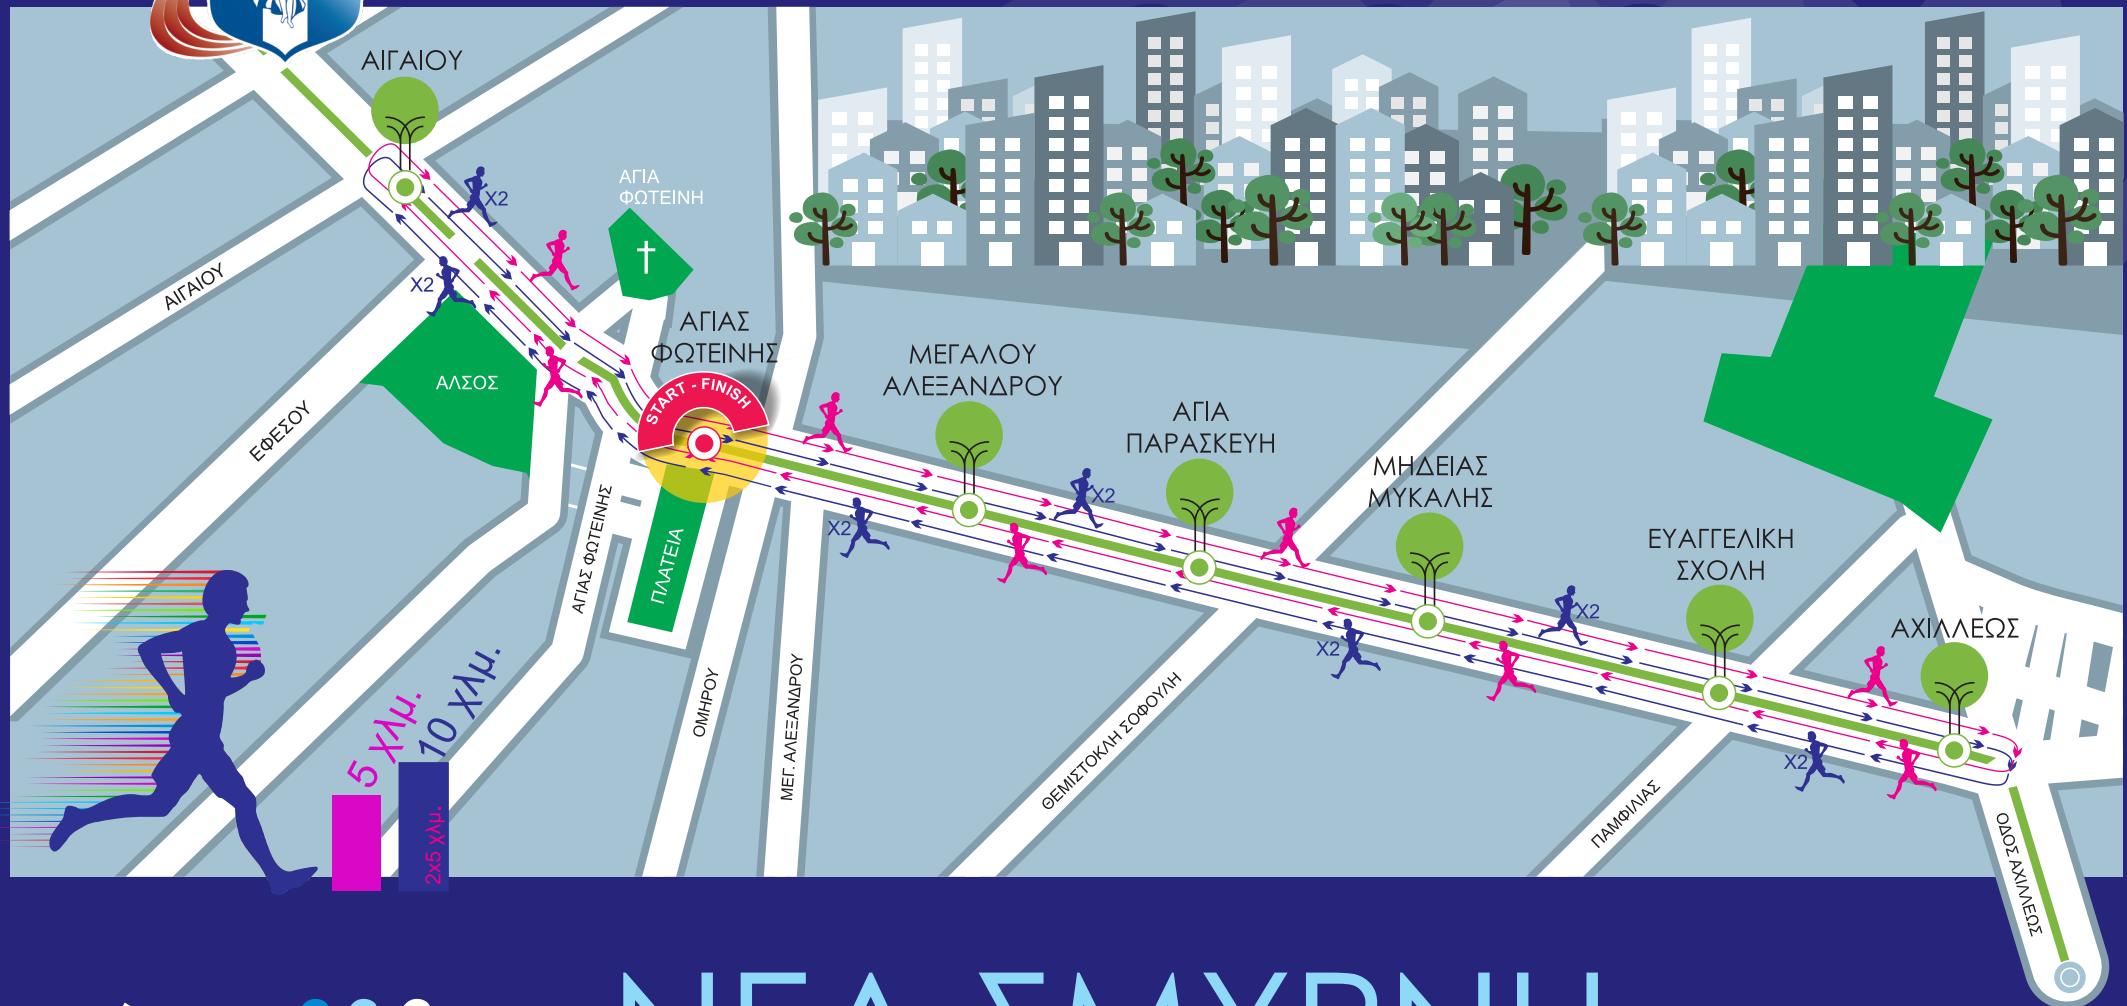 ΑΙΓΑΙΟΥ
X2
ΑΓΙΑ
ΦΩΤΕΙΝΗ
ΑΙΓΑΙΟΥ
X2
ΑΛΣΟΣ
ΕΦΕΣΟΥ
ΑΓΙΑΣ
ΦΩΤΕΙΝΗΣ
START - FINISH
ΜΕΓΑΛΟΥ
ΑΛΕΞΑΝΔΡΟΥ
ΑΓΙΑ
ΠΑΡΑΣΚΕΥΗ
ΜΗΔΕΙΑΣ
ΜΥΚΑΛΗΣ
ΕΥΑΓΓΕΛΙΚΗ
ΣΧΟΛΗ
ΑΧΙΛΛΕΩΣ
X2
X2
X2
X2
X2
ΑΓΙΑΣ ΦΩΤΕΙΝΗΣ
ΠΛΑΤΕΙΑ
ΟΜΗΡΟΥ
ΜΕΓ. ΑΛΕΞΑΝΔΡΟΥ
ΘΕΜΙΣΤΟΚΛΗ ΣΟΦΟΥΛΗ
ΠΑΜΦΙΛΙΑΣ
ΟΔΟΣ ΑΧΙΛΛΕΩΣ
5 χλμ.
10 χλμ.
2x5 χλμ.
ΝΕΑ ΣΜΥΡΝΗ